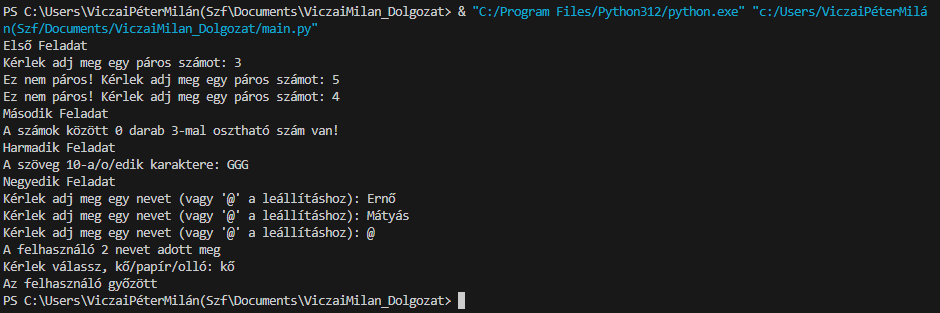 PS C:\Users\ViczaiPéterMilán(Szf\Documents\ViczaiMilan_Dolgozat> & "C:/Program Files/Python312/python.exe" "c:/Users/ViczaiPéterMilá
n(Szf/Documents/ViczaiMilan_Dolgozat/main.py"
Első Feladat
Kérlek adj meg egy páros számot: 3
Ez nem páros! Kérlek adj meg egy páros számot: 5
Ez nem páros! Kérlek adj meg egy páros számot: 4
Második Feladat
A számok között 0 darab 3-mal osztható szám van!
Harmadik Feladat
A szöveg 10-a/o/edik karaktere: GGG
Negyedik Feladat
Kérlek adj meg egy nevet (vagy '@' a leállításhoz): Ernő
Kérlek adj meg egy nevet (vagy '@' a leállításhoz): Mátyás
Kérlek adj meg egy nevet (vagy '@' a leállításhoz): @
A felhasználó 2 nevet adott meg
Kérlek válassz, kő/papír/olló: kő
Az felhasználó győzött
PS C:\Users\ViczaiPéterMilán(Szf\Documents\ViczaiMilan_Dolgozat>